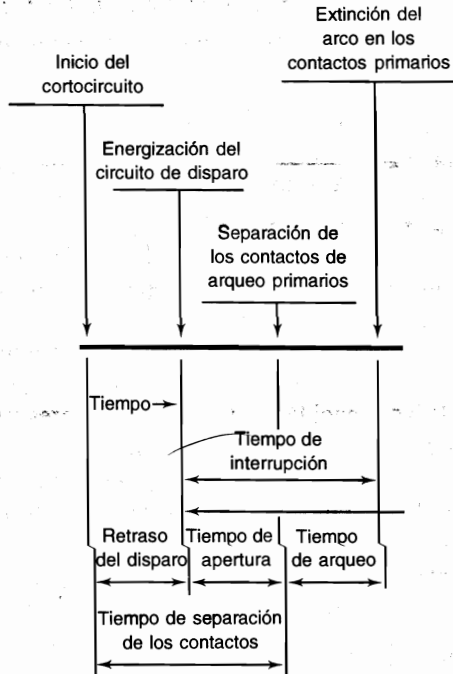 Extinción del
arco en los
contactos primarios
Inicio del
cortocircuito
Energización del
circuito de disparo
Separación de
los contactos de
arqueo primarios
Tiempo
Tiempo de
interrupción
Retraso
del disparo
Tiempo de
apertura
Tiempo
de arqueo
Tiempo de separación
de los contactos